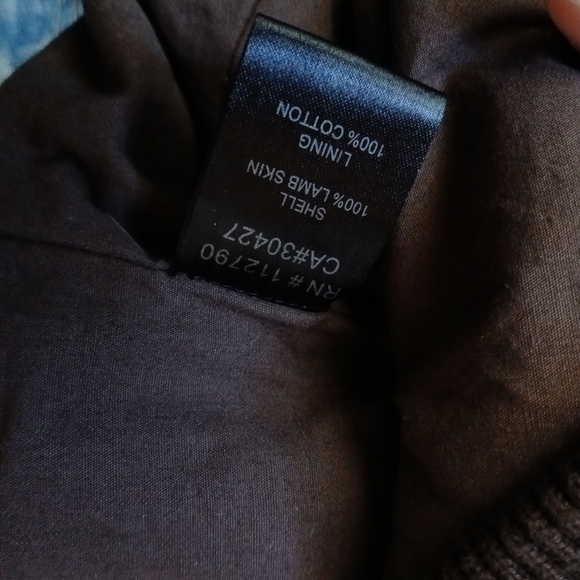 RN # 112790
CA#30427
SHELL
100% LAMB SKIN
LINING
100% COTTON